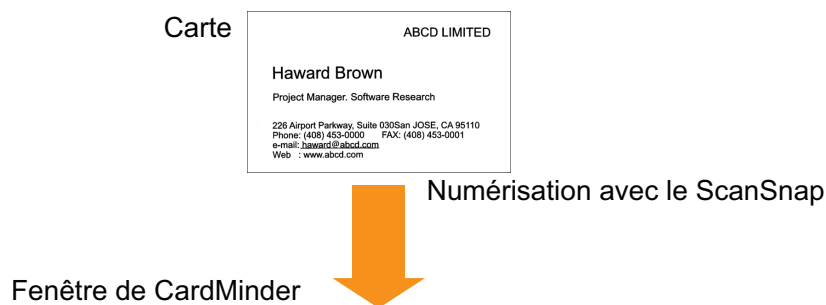 Carte
ABCD LIMITED
Haward Brown
Project Manager. Software Research
226 Airport Parkway, Suite 030San JOSE, CA 95110
Phone: (408) 453-0000 FAX: (408) 453-0001
e-mail: haward@abcd.com
Web : www.abcd.com
Numérisation avec le ScanSnap
Fenêtre de CardMinder